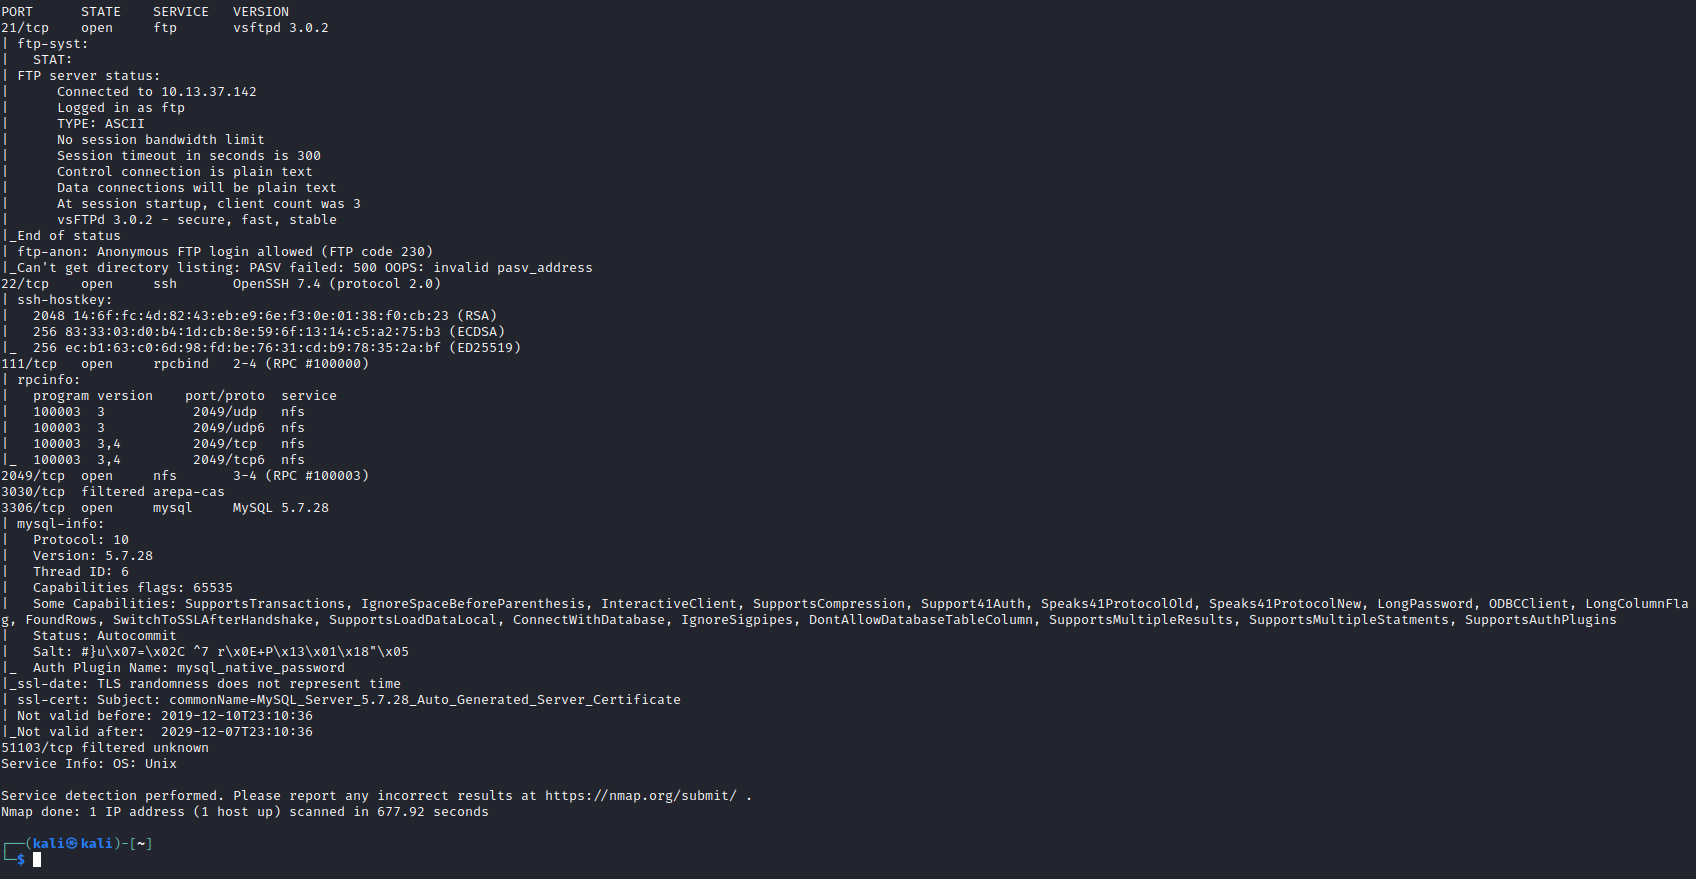 PORT      STATE    SERVICE   VERSION
21/tcp    open     ftp       vsftpd 3.0.2
| ftp-syst:
|   STAT:
| FTP server status:
|      Connected to 10.13.37.142
|      Logged in as ftp
|      TYPE: ASCII
|      No session bandwidth limit
|      Session timeout in seconds is 300
|      Control connection is plain text
|      Data connections will be plain text
|      At session startup, client count was 3
|      vsFTPd 3.0.2 - secure, fast, stable
|_End of status
| ftp-anon: Anonymous FTP login allowed (FTP code 230)
|_Can't get directory listing: PASV failed: 500 OOPS: invalid pasv_address
22/tcp    open     ssh       OpenSSH 7.4 (protocol 2.0)
| ssh-hostkey:
|   2048 14:6f:fc:4d:82:43:eb:e9:6e:f3:0e:01:38:f0:cb:23 (RSA)
|   256 83:33:03:d0:b4:1d:cb:8e:59:6f:13:14:c5:a2:75:b3 (ECDSA)
|_  256 ec:b1:63:c0:6d:98:fd:be:76:31:cd:b9:78:35:2a:bf (ED25519)
111/tcp   open     rpcbind   2-4 (RPC #100000)
| rpcinfo:
|   program version    port/proto  service
|   100003  3           2049/udp   nfs
|   100003  3           2049/udp6  nfs
|   100003  3,4         2049/tcp   nfs
|_  100003  3,4         2049/tcp6  nfs
2049/tcp  open     nfs       3-4 (RPC #100003)
3030/tcp  filtered arepa-cas
3306/tcp  open     mysql     MySQL 5.7.28
| mysql-info:
|   Protocol: 10
|   Version: 5.7.28
|   Thread ID: 6
|   Capabilities flags: 65535
|   Some Capabilities: SupportsTransactions, IgnoreSpaceBeforeParenthesis, InteractiveClient, SupportsCompression, Support41Auth, Speaks41ProtocolOld, Speaks41ProtocolNew, LongPassword, ODBCClient, LongColumnFla
g, FoundRows, SwitchToSSLAfterHandshake, SupportsLoadDataLocal, ConnectWithDatabase, IgnoreSigpipes, DontAllowDatabaseTableColumn, SupportsMultipleResults, SupportsMultipleStatments, SupportsAuthPlugins
|   Status: Autocommit
|   Salt: #}u\x07=\x02C ^7 r\x0E+P\x13\x01\x18"\x05
|_  Auth Plugin Name: mysql_native_password
|_ssl-date: TLS randomness does not represent time
| ssl-cert: Subject: commonName=MySQL_Server_5.7.28_Auto_Generated_Server_Certificate
| Not valid before: 2019-12-10T23:10:36
|_Not valid after:  2029-12-07T23:10:36
51103/tcp filtered unknown
Service Info: OS: Unix

Service detection performed. Please report any incorrect results at https://nmap.org/submit/ .
Nmap done: 1 IP address (1 host up) scanned in 677.92 seconds

┌──(kali㉿kali)-[~]
└─$